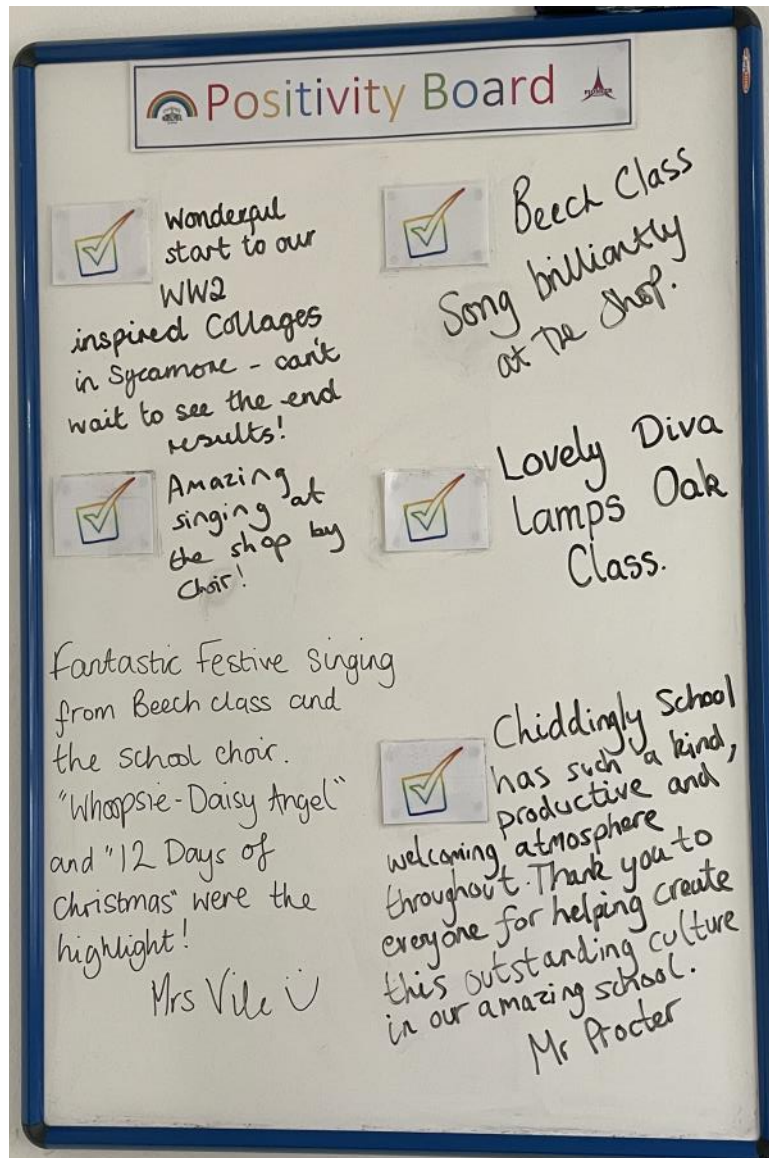 Positivity Board
Wonderful
start to our
WW2
inspired Collages
in Sycamore - can't
wait to see the end
results!
Beech Class
Song brilliantly
at The Shop.
Amazing
singing at
the shop by
Choir!
Lovely Diva
Lamps Oak
Class.
Fantastic Festive Singing
from Beech class and
the school choir.
"Whoopsie-Daisy Angel"
and "12 Days of
Christmas" were the
highlight!
Mrs Vile
Chiddingly School
has such a kind,
productive and
welcoming atmosphere
throughout. Thank you to
everyone for helping create
this outstanding culture
in our amazing school.
Mr Procter